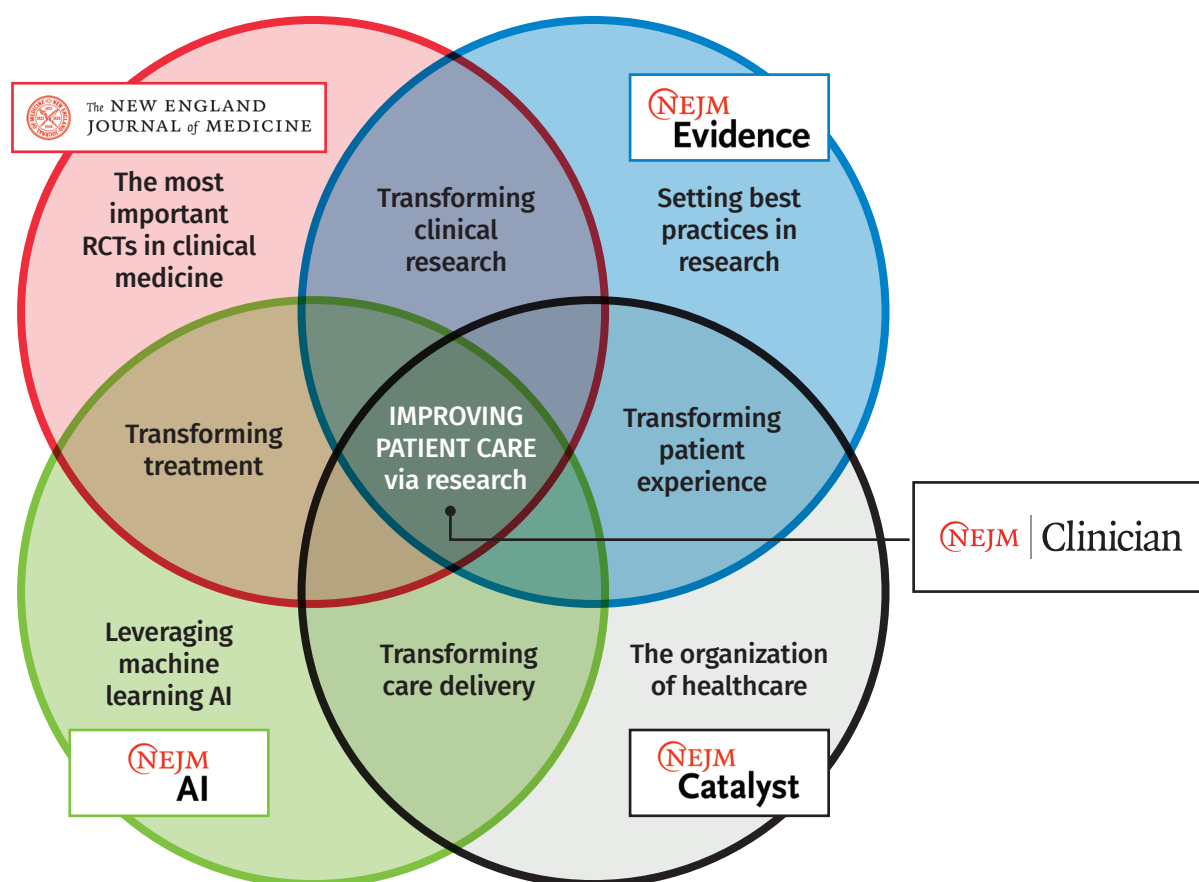 The NEW ENGLAND
JOURNAL of MEDICINE
The most
important
RCTs in clinical
medicine
Transforming
clinical
research
NEJM
Evidence
Setting best
practices in
research
Transforming
treatment
IMPROVING
PATIENT CARE
via research
Transforming
patient
experience
NEJM | Clinician
Leveraging
machine
learning AI
NEJM
AI
Transforming
care delivery
The organization
of healthcare
NEJM
Catalyst